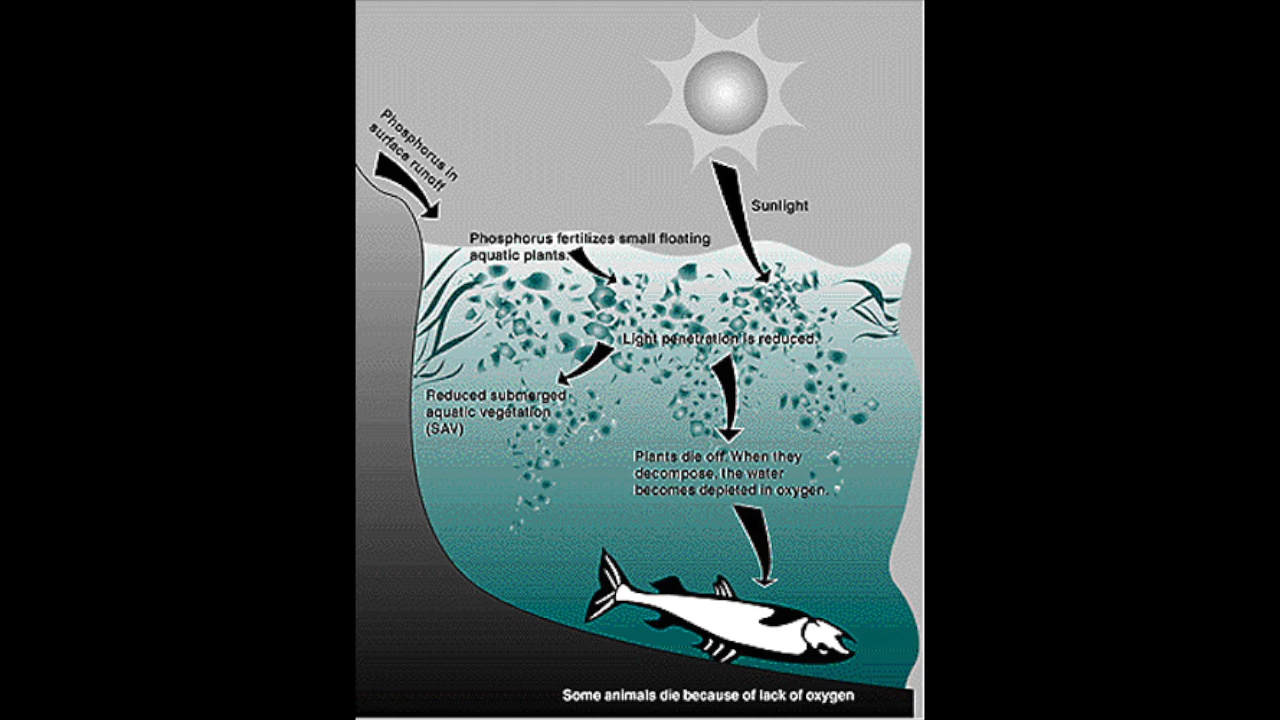 Phosphorus in
surface runoff
Sunlight
Phosphorus fertilizes small floating
aquatic plants.
Light penetration is reduced.
Reduced submerged
aquatic vegetation
(SAV)
Plants die off. When they
decompose, the water
becomes depleted in oxygen.
Some animals die because of lack of oxygen